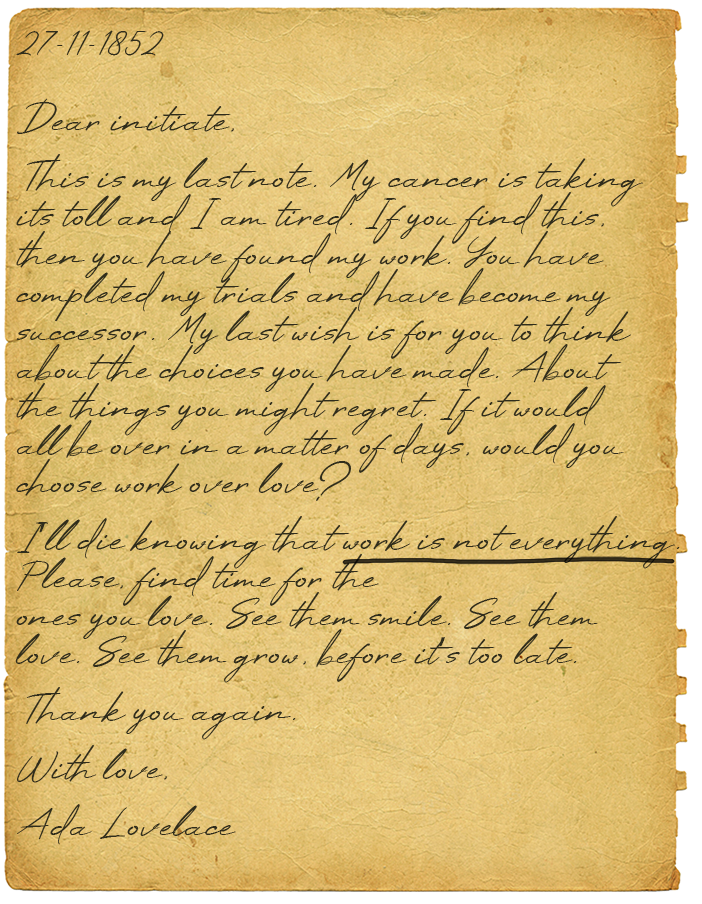 27-11-1852
Dear initiate,
This is my last note. My cancer is taking
its toll and I am tired. If you find this,
then you have found my work. You have
completed my trials and have become my
successor. My last wish is for you to think
about the choices you have made. About
the things you might regret. If it would
all be over in a matter of days, would you
choose work over love?
I'll die knowing that work is not everything.
Please, find time for the
ones you love. See them smile. See them
love. See them grow, before it's too late.
Thank you again.
With love,
Ada Lovelace